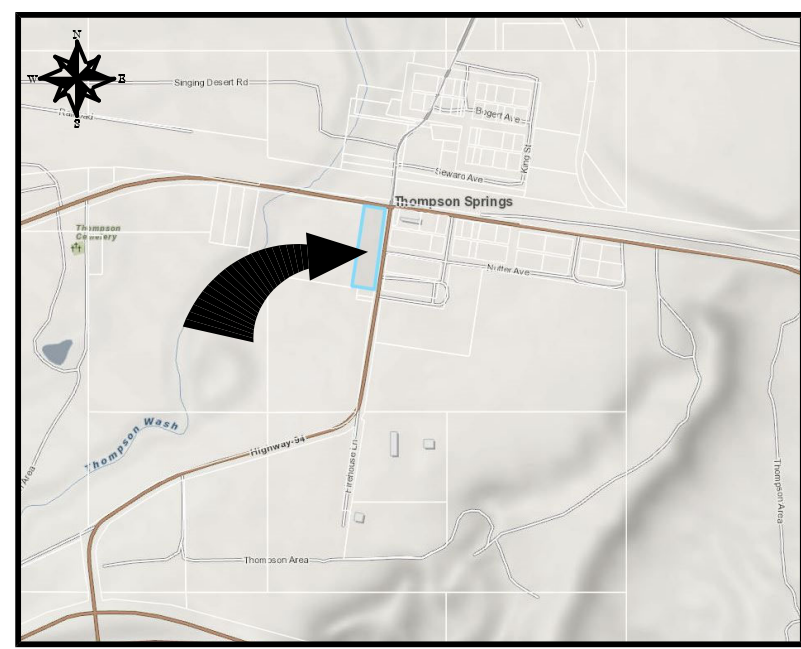 N
W E
S
Singing Desert Rd
Railroad
Bogert Ave
King St
Seward Ave
Thompson Springs
Thompson
Cemetery
Nutter Ave
Thompson Wash
Highway 94
Firehouse Ln
Thompson Area
Thompson Area
Area